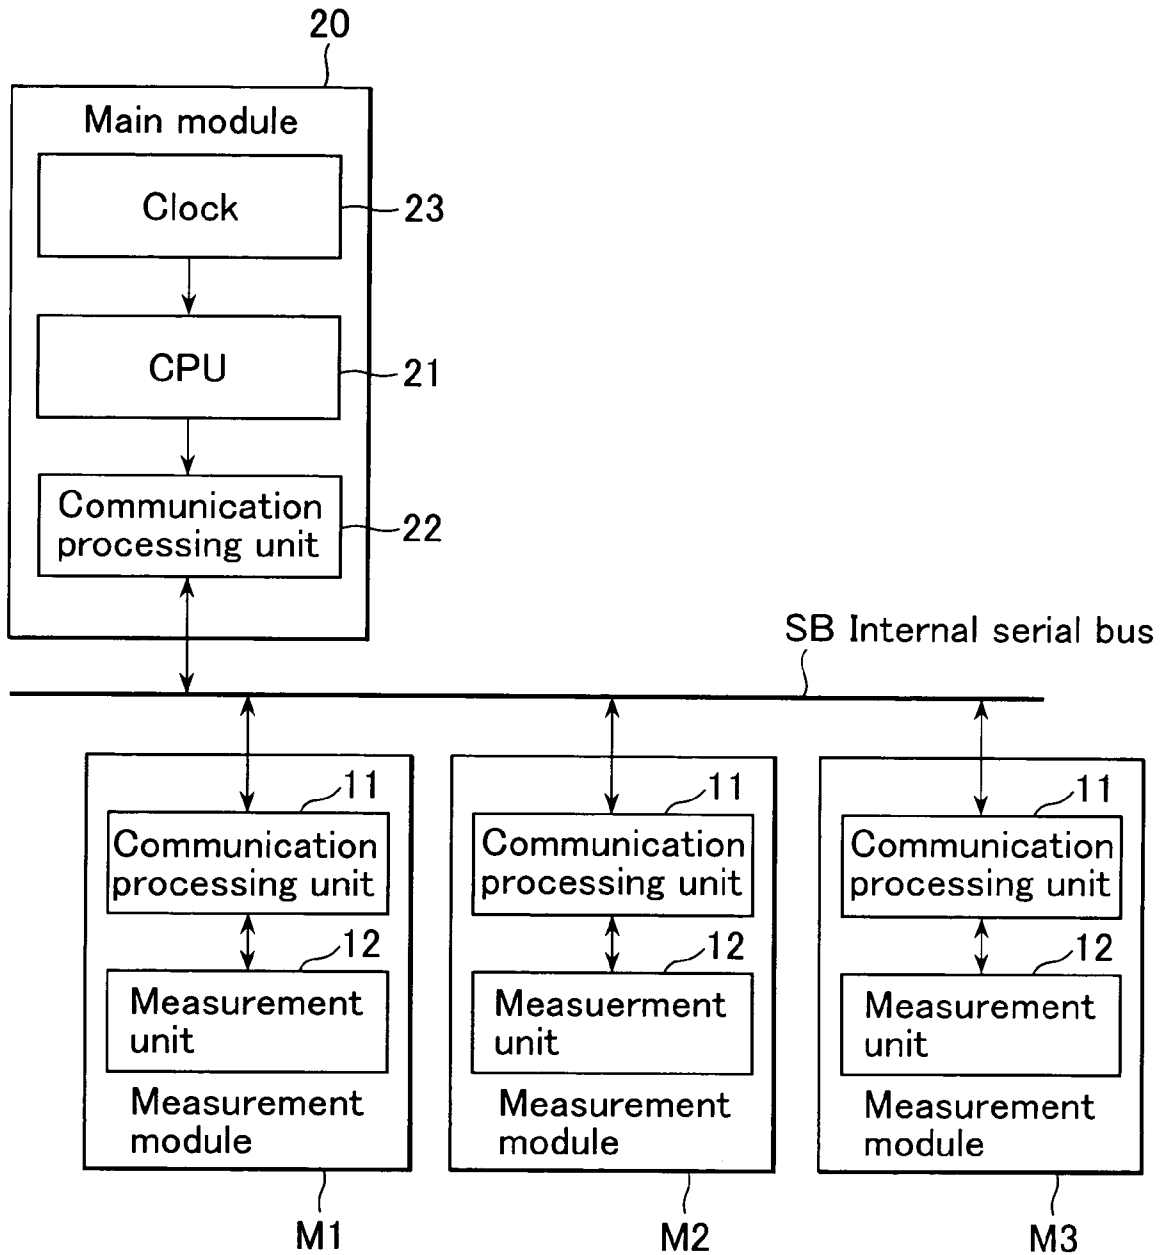 20
Main module
Clock
23
CPU
21
Communication
processing unit
22
SB Internal serial bus
11
Communication
processing unit
12
Measurement
unit
Measurement
module
M1
11
Communication
processing unit
12
Measuerment
unit
Measurement
module
M2
11
Communication
processing unit
12
Measurement
unit
Measurement
module
M3